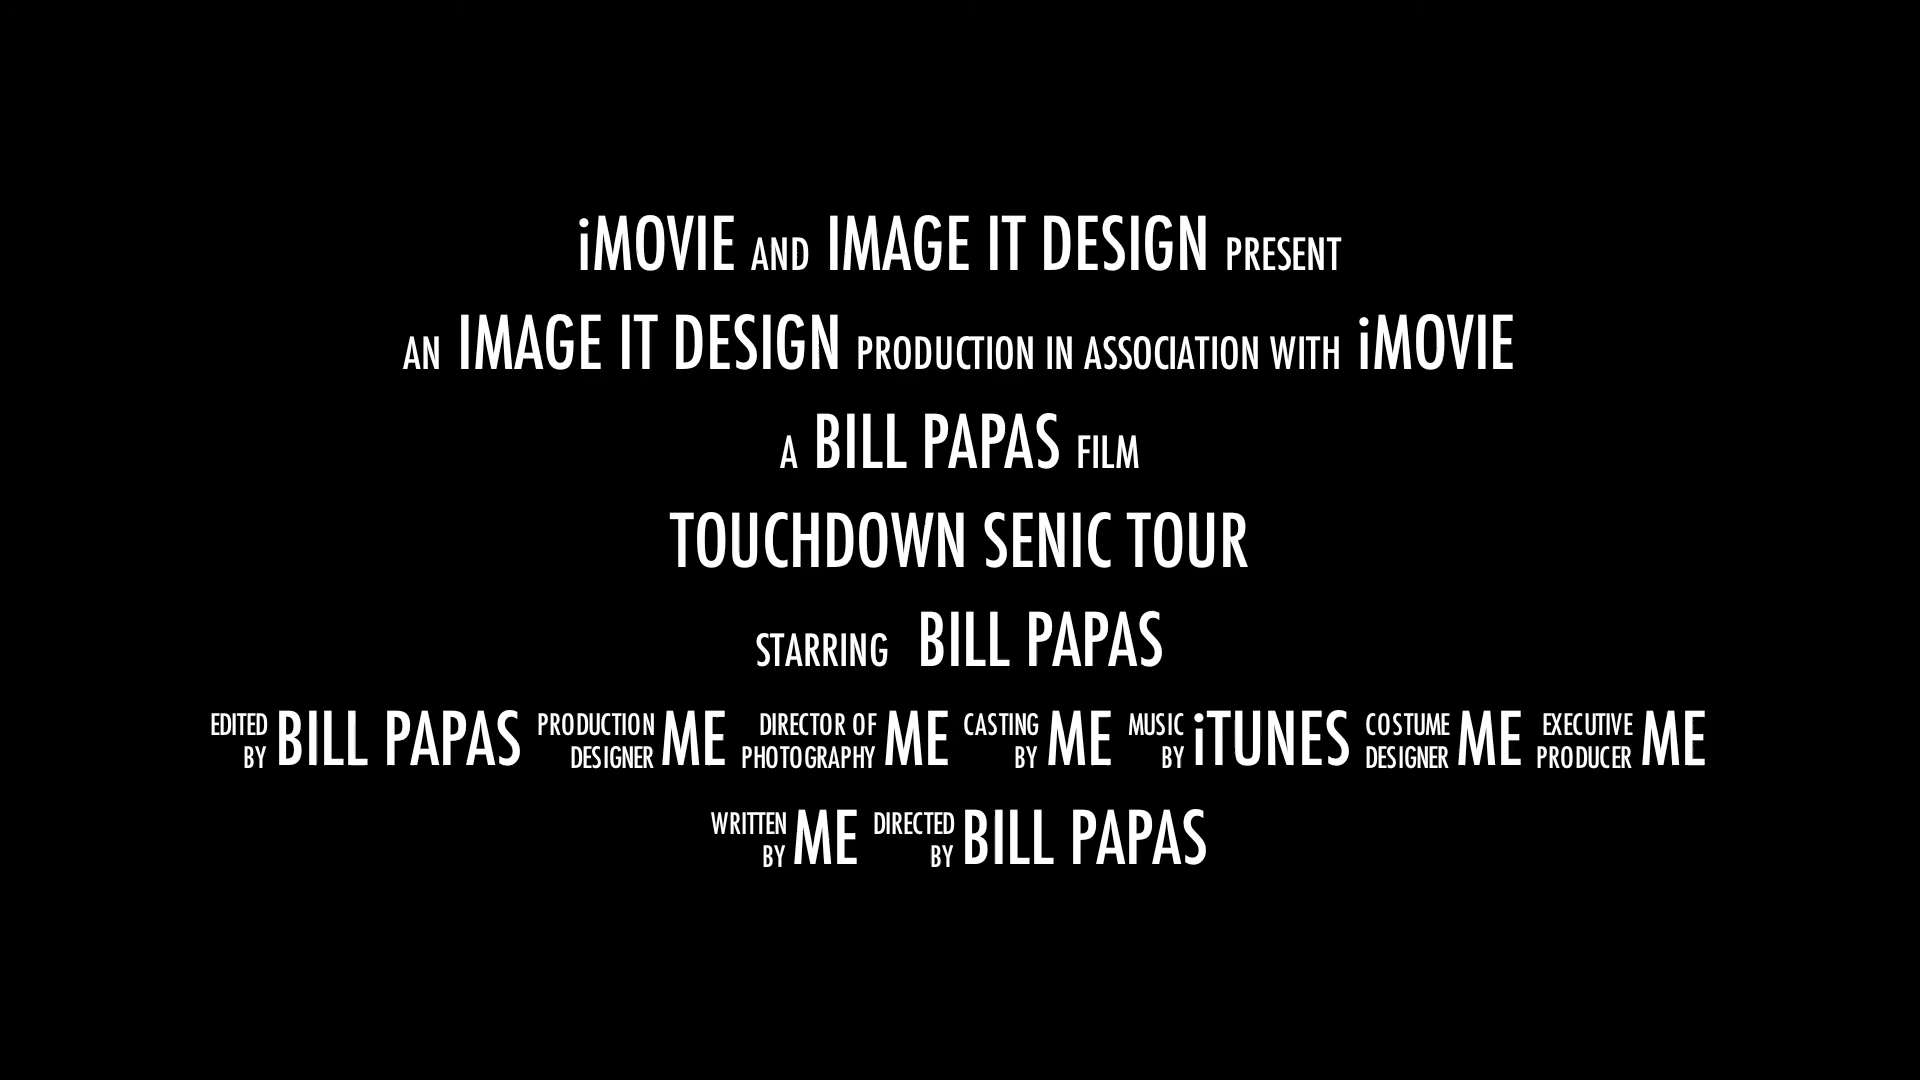 iMOVIE AND IMAGE IT DESIGN PRESENT
AN IMAGE IT DESIGN PRODUCTION IN ASSOCIATION WITH iMOVIE
A BILL PAPAS FILM
TOUCHDOWN SENIC TOUR
STARRING BILL PAPAS
EDITED BY BILL PAPAS PRODUCTION DESIGNER ME DIRECTOR OF PHOTOGRAPHY ME CASTING BY ME MUSIC BY iTUNES COSTUME DESIGNER ME EXECUTIVE PRODUCER ME
WRITTEN BY ME DIRECTED BY BILL PAPAS